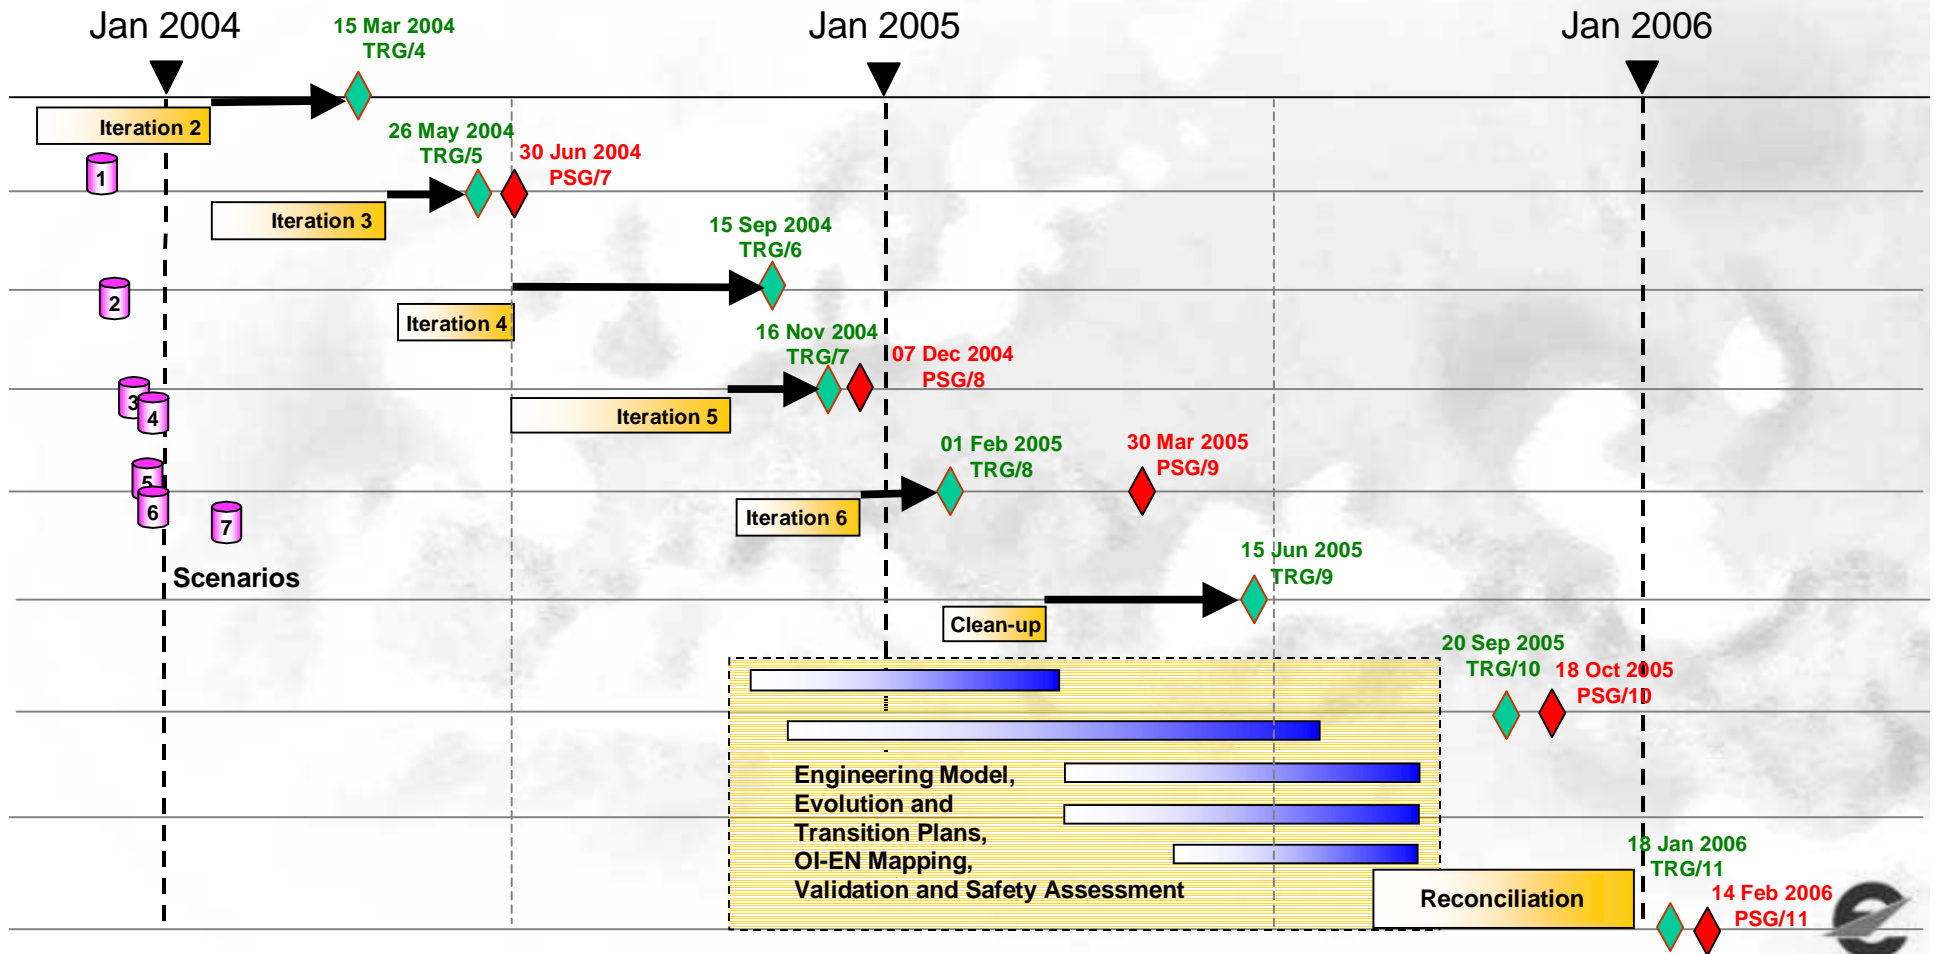 Jan 2004
Jan 2005
Jan 2006
15 Mar 2004
TRG/4
Iteration 2
26 May 2004
TRG/5
30 Jun 2004
PSG/7
1
Iteration 3
15 Sep 2004
TRG/6
2
Iteration 4
16 Nov 2004
TRG/7
07 Dec 2004
PSG/8
3
4
Iteration 5
01 Feb 2005
TRG/8
30 Mar 2005
PSG/9
5
6
7
Iteration 6
Scenarios
15 Jun 2005
TRG/9
Clean-up
20 Sep 2005
TRG/10
18 Oct 2005
PSG/10
Engineering Model,
Evolution and
Transition Plans,
OI-EN Mapping,
Validation and Safety Assessment
18 Jan 2006
TRG/11
Reconciliation
14 Feb 2006
PSG/11